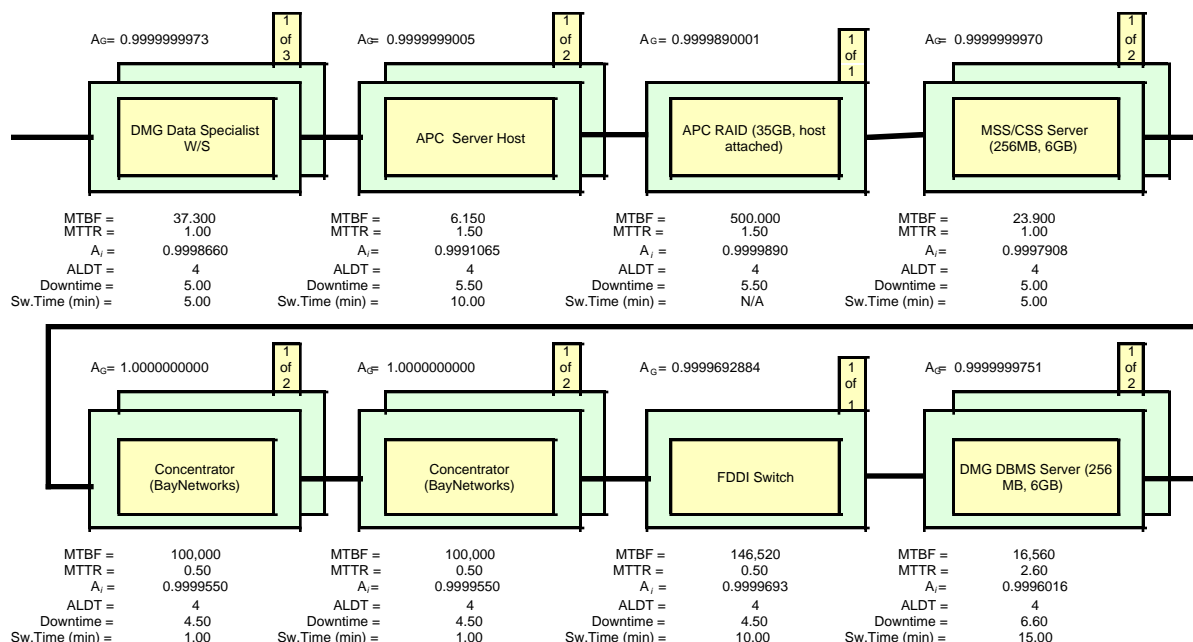 AG= 0.9999999973
1
of
3
AG= 0.9999999005
1
of
2
AG= 0.9999890001
1
of
1
AG= 0.9999999970
1
of
2
DMG Data Specialist
W/S
APC Server Host
APC RAID (35GB, host
attached)
MSS/CSS Server
(256MB, 6GB)
MTBF = 37.300
MTTR = 1.00
Ai = 0.9998660
ALDT = 4
Downtime = 5.00
Sw.Time (min) = 5.00
MTBF = 6.150
MTTR = 1.50
Ai = 0.9991065
ALDT = 4
Downtime = 5.50
Sw.Time (min) = 10.00
MTBF = 500.000
MTTR = 1.50
Ai = 0.9999890
ALDT = 4
Downtime = 5.50
Sw.Time (min) = N/A
MTBF = 23.900
MTTR = 1.00
Ai = 0.9997908
ALDT = 4
Downtime = 5.00
Sw.Time (min) = 5.00
AG= 1.0000000000
1
of
2
AG= 1.0000000000
1
of
2
AG= 0.9999692884
1
of
1
AG= 0.9999999751
1
of
2
Concentrator
(BayNetworks)
Concentrator
(BayNetworks)
FDDI Switch
DMG DBMS Server (256
MB, 6GB)
MTBF = 100,000
MTTR = 0.50
Ai = 0.9999550
ALDT = 4
Downtime = 4.50
Sw.Time (min) = 1.00
MTBF = 100,000
MTTR = 0.50
Ai = 0.9999550
ALDT = 4
Downtime = 4.50
Sw.Time (min) = 1.00
MTBF = 146,520
MTTR = 0.50
Ai = 0.9999693
ALDT = 4
Downtime = 4.50
Sw.Time (min) = 10.00
MTBF = 16,560
MTTR = 2.60
Ai = 0.9996016
ALDT = 4
Downtime = 6.60
Sw.Time (min) = 15.00